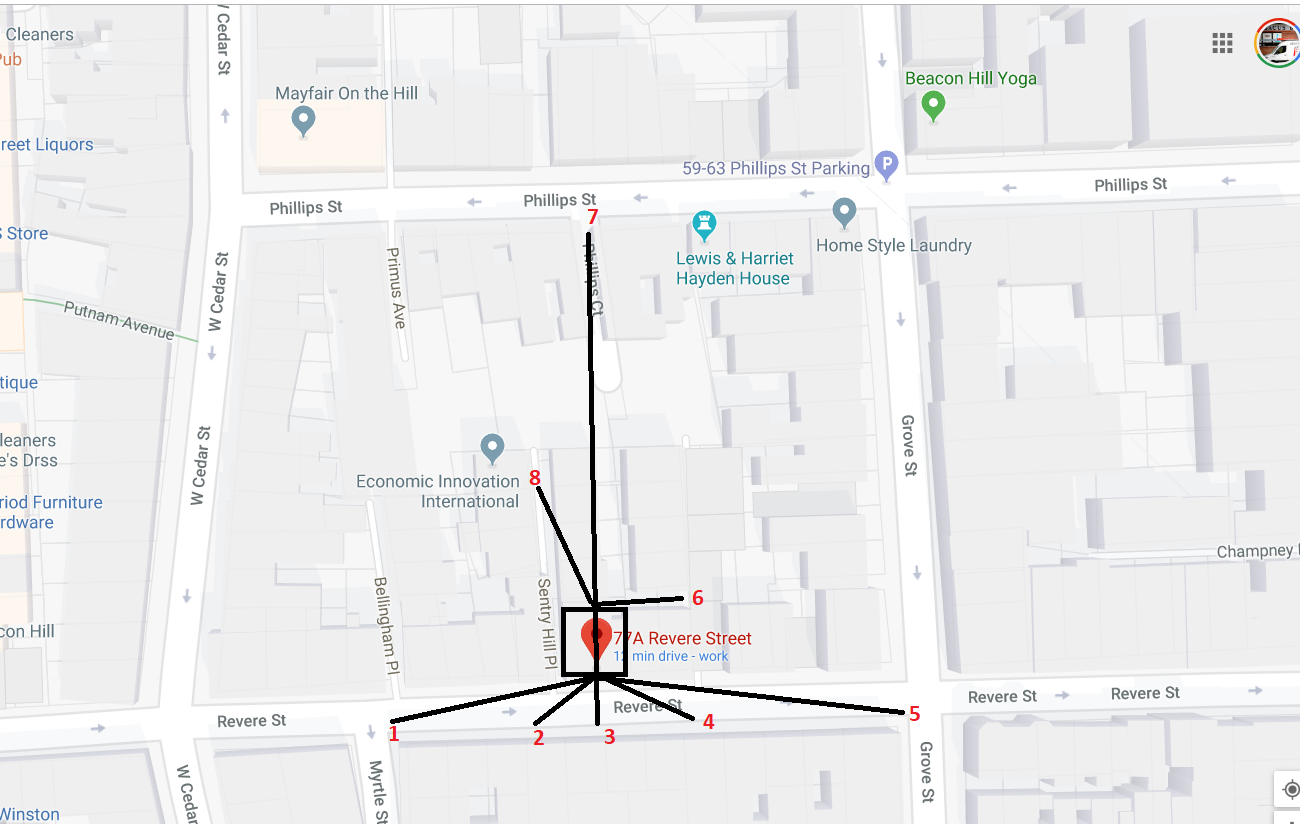 W Cedar St
Cleaners
Pub
Mayfair On the Hill
Beacon Hill Yoga
P
reet Liquors
59-63 Phillips St Parking
Phillips St
Phillips St
Phillips St
7
S Store
Lewis & Harriet
Hayden House
Home Style Laundry
Primus Ave
Phillips Ct
W Cedar St
Putnam Avenue
tique
leaners
e's Drss
W Cedar St
Grove St
Economic Innovation
International
8
riod Furniture
rdware
Champney
Bellingham Pl
Sentry Hill Pl
6
con Hill
77A Revere Street
12 min drive - work
Revere St
Revere St
Revere St
Revere St
1
2
3
4
5
W Cedar
Myrtle St
Grove St
Winston